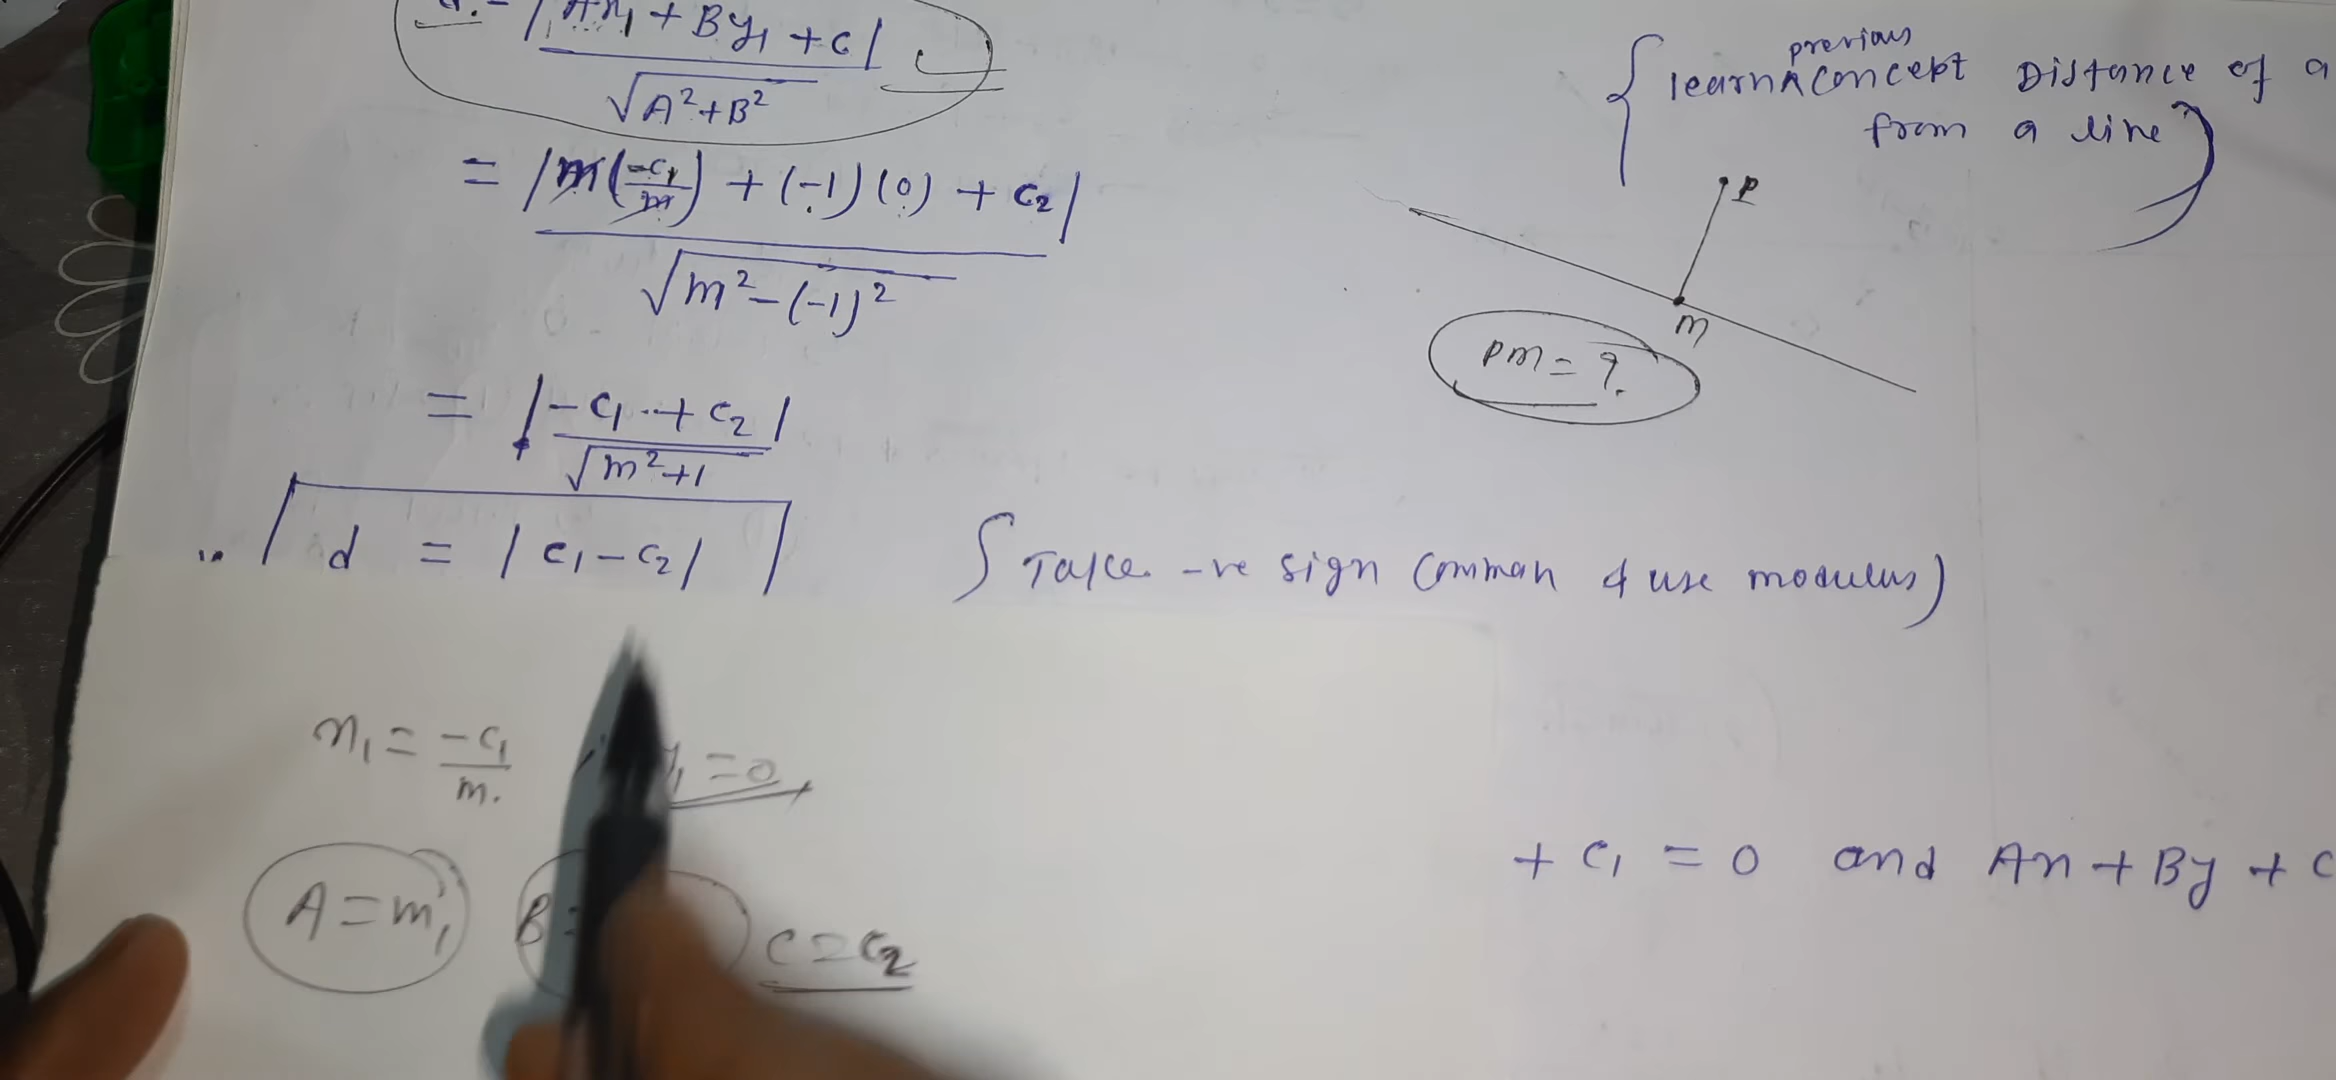 d = |Ax₁ + By₁ + c|
√A²+B²
{ learn previous concept Distance of a
from a line }
= |m(-c₁/m) + (-1)(0) + c₂|
√m²-(-1)²
P
M
PM = ?
= |-c₁ + c₂|
√m²+1
∴ d = |c₁-c₂|
{ Take -ve sign common & use modulus)
x₁ = -c₁/m. y₁ = 0
A = m₁ B = c = c₂
+ c₁ = 0 and Ax + By + c